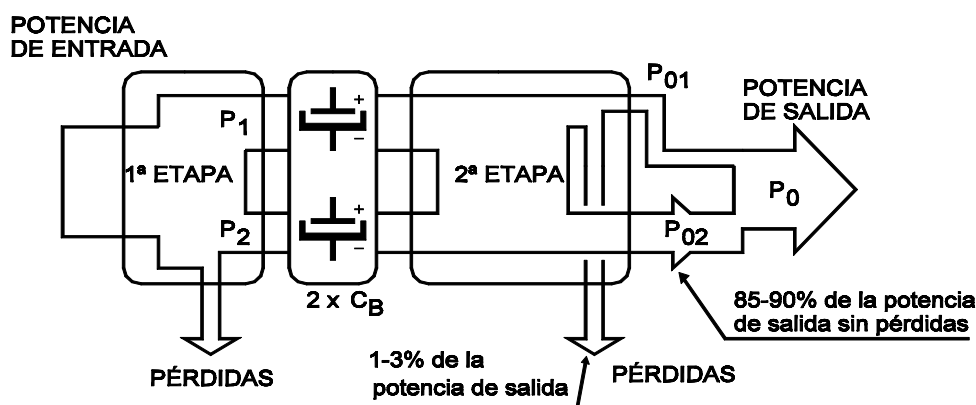 POTENCIA
DE ENTRADA
P01
POTENCIA
DE SALIDA
P1
+
−
1ª ETAPA
2ª ETAPA
P0
P2
+
−
P02
2 x CB
85-90% de la potencia
de salida sin pérdidas
1-3% de la
potencia de salida
PÉRDIDAS
PÉRDIDAS